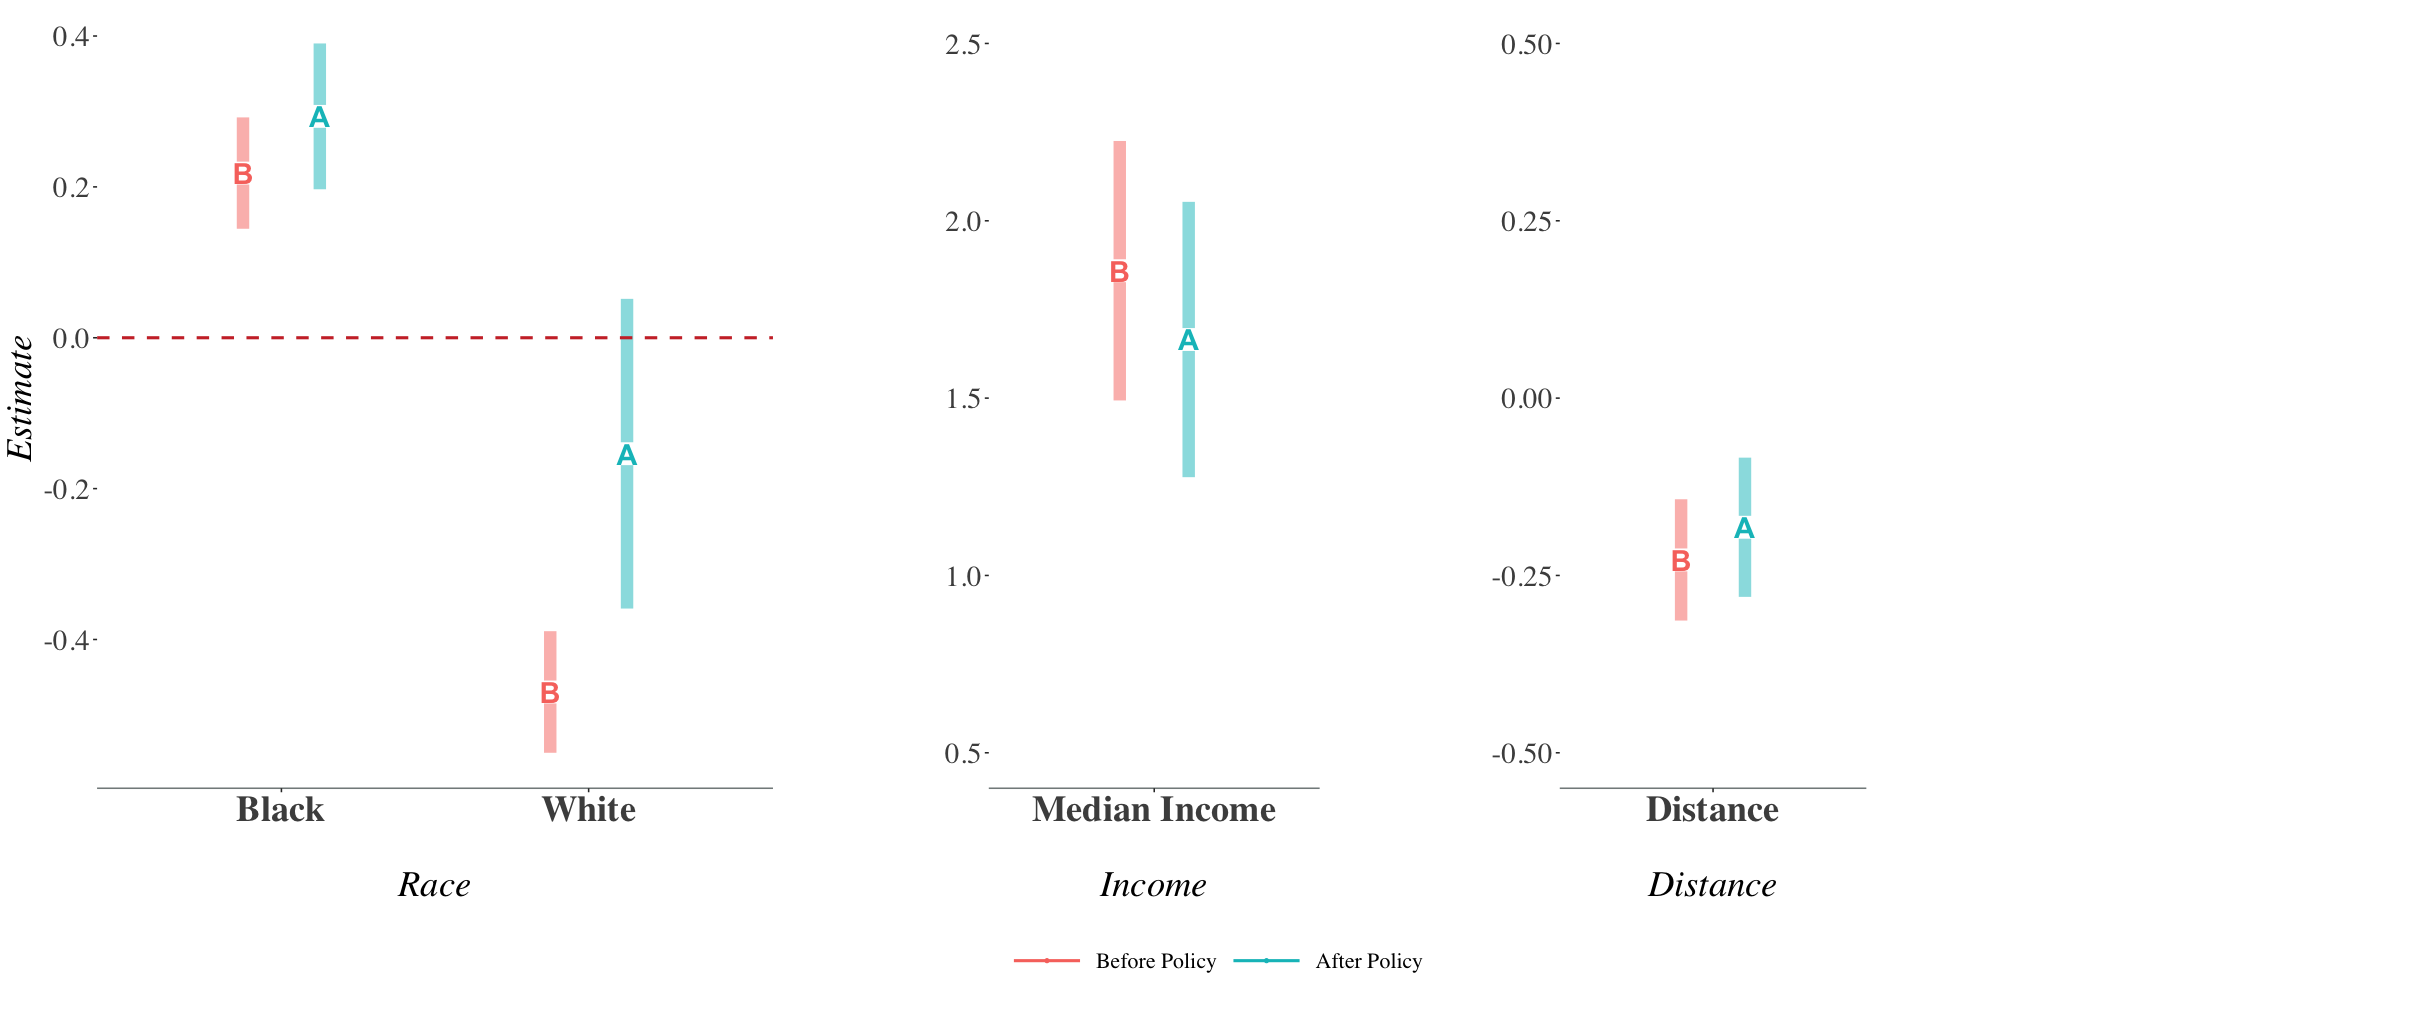 Estimate
0.4
0.2
0.0
-0.2
-0.4
B
A
B
A
Black White
Race
2.5
2.0
1.5
1.0
0.5
B
A
Median Income
Income
0.50
0.25
0.00
-0.25
-0.50
B
A
Distance
Distance
Before Policy After Policy